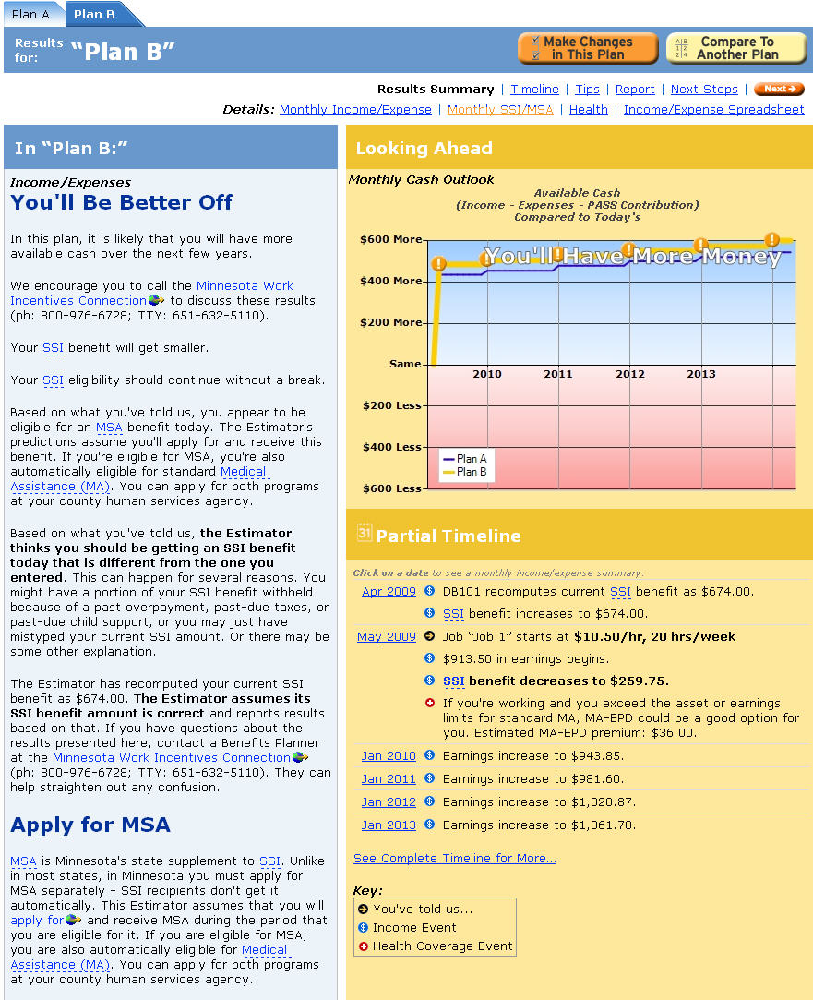 Plan A
Plan B
Results
for:
“Plan B”
Make Changes
in This Plan
A|B
1|2
2|4
Compare To
Another Plan
Results Summary | Timeline | Tips | Report | Next Steps | Next
Details: Monthly Income/Expense | Monthly SSI/MSA | Health | Income/Expense Spreadsheet
In “Plan B:”
Income/Expenses
You'll Be Better Off
In this plan, it is likely that you will have more
available cash over the next few years.
We encourage you to call the Minnesota Work
Incentives Connection to discuss these results
(ph: 800-976-6728; TTY: 651-632-5110).
Your SSI benefit will get smaller.
Your SSI eligibility should continue without a break.
Based on what you've told us, you appear to be
eligible for an MSA benefit today. The Estimator's
predictions assume you'll apply for and receive this
benefit. If you're eligible for MSA, you're also
automatically eligible for standard Medical
Assistance (MA). You can apply for both programs
at your county human services agency.
Based on what you've told us, the Estimator
thinks you should be getting an SSI benefit
today that is different from the one you
entered. This can happen for several reasons. You
might have a portion of your SSI benefit withheld
because of a past overpayment, past-due taxes, or
past-due child support, or you may just have
mistyped your current SSI amount. Or there may be
some other explanation.
The Estimator has recomputed your current SSI
benefit as $674.00. The Estimator assumes its
SSI benefit amount is correct and reports results
based on that. If you have questions about the
results presented here, contact a Benefits Planner
at the Minnesota Work Incentives Connection
(ph: 800-976-6728; TTY: 651-632-5110). They can
help straighten out any confusion.
Apply for MSA
MSA is Minnesota's state supplement to SSI. Unlike
in most states, in Minnesota you must apply for
MSA separately – SSI recipients don't get it
automatically. This Estimator assumes that you will
apply for and receive MSA during the period that
you are eligible for it. If you are eligible for MSA,
you are also automatically eligible for Medical
Assistance (MA). You can apply for both programs
at your county human services agency.
Looking Ahead
Monthly Cash Outlook
Available Cash
(Income - Expenses - PASS Contribution)
Compared to Today's
You'll Have More Money
$600 More
$400 More
$200 More
Same
2010 2011 2012 2013
$200 Less
$400 Less
$600 Less
Plan A
Plan B
31 Partial Timeline
Click on a date to see a monthly income/expense summary.
Apr 2009 $ DB101 recomputes current SSI benefit as $674.00.
$ SSI benefit increases to $674.00.
May 2009 Job “Job 1” starts at $10.50/hr, 20 hrs/week
$ $913.50 in earnings begins.
$ SSI benefit decreases to $259.75.
If you're working and you exceed the asset or earnings
limits for standard MA, MA-EPD could be a good option for
you. Estimated MA-EPD premium: $36.00.
Jan 2010 $ Earnings increase to $943.85.
Jan 2011 $ Earnings increase to $981.60.
Jan 2012 $ Earnings increase to $1,020.87.
Jan 2013 $ Earnings increase to $1,061.70.
See Complete Timeline for More...
Key:
You've told us...
$ Income Event
Health Coverage Event